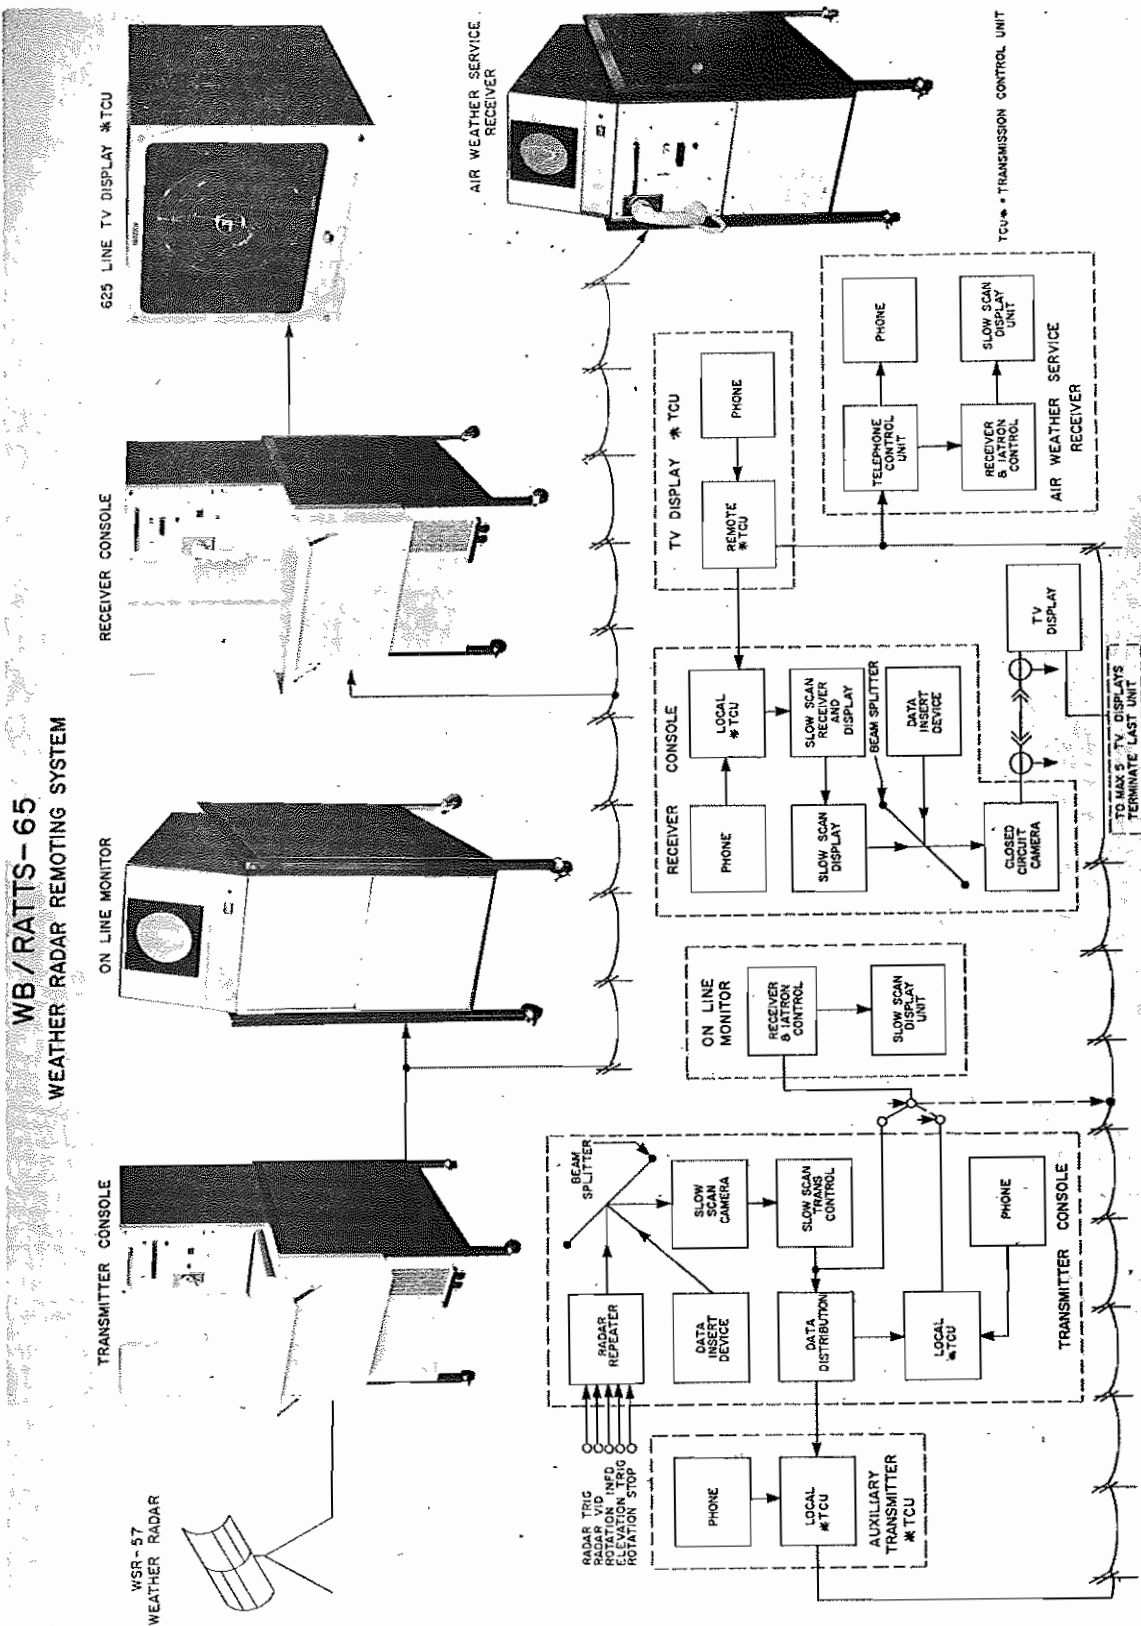 WB/RATTS-65
WEATHER RADAR REMOTING SYSTEM
WSR-57
WEATHER RADAR
TRANSMITTER CONSOLE
ON LINE MONITOR
RECEIVER CONSOLE
625 LINE TV DISPLAY *TCU
AIR WEATHER SERVICE
RECEIVER
RADAR TRIG
RADAR VID
ROTATION INFO
ELEVATION TRIG
ROTATION STOP
PHONE
LOCAL
*TCU
AUXILIARY
TRANSMITTER
*TCU
RADAR
REPEATER
DATA
INSERT
DEVICE
DATA
DISTRIBUTION
LOCAL
*TCU
BEAM
SPLITTER
SLOW
SCAN
CAMERA
SLOW SCAN
TRANS
CONTROL
PHONE
TRANSMITTER CONSOLE
ON LINE
MONITOR
RECEIVER
& IATRON
CONTROL
SLOW SCAN
DISPLAY
UNIT
RECEIVER CONSOLE
PHONE
LOCAL
*TCU
SLOW SCAN
DISPLAY
SLOW SCAN
RECEIVER
AND
DISPLAY
BEAM SPLITTER
DATA
INSERT
DEVICE
CLOSED
CIRCUIT
CAMERA
TV
DISPLAY
TO MAX 5 TV DISPLAYS
TERMINATE LAST UNIT
TV DISPLAY *TCU
REMOTE
*TCU
PHONE
TELEPHONE
CONTROL
UNIT
PHONE
RECEIVER
& IATRON
CONTROL
SLOW SCAN
DISPLAY
UNIT
AIR WEATHER SERVICE
RECEIVER
TCU* = TRANSMISSION CONTROL UNIT